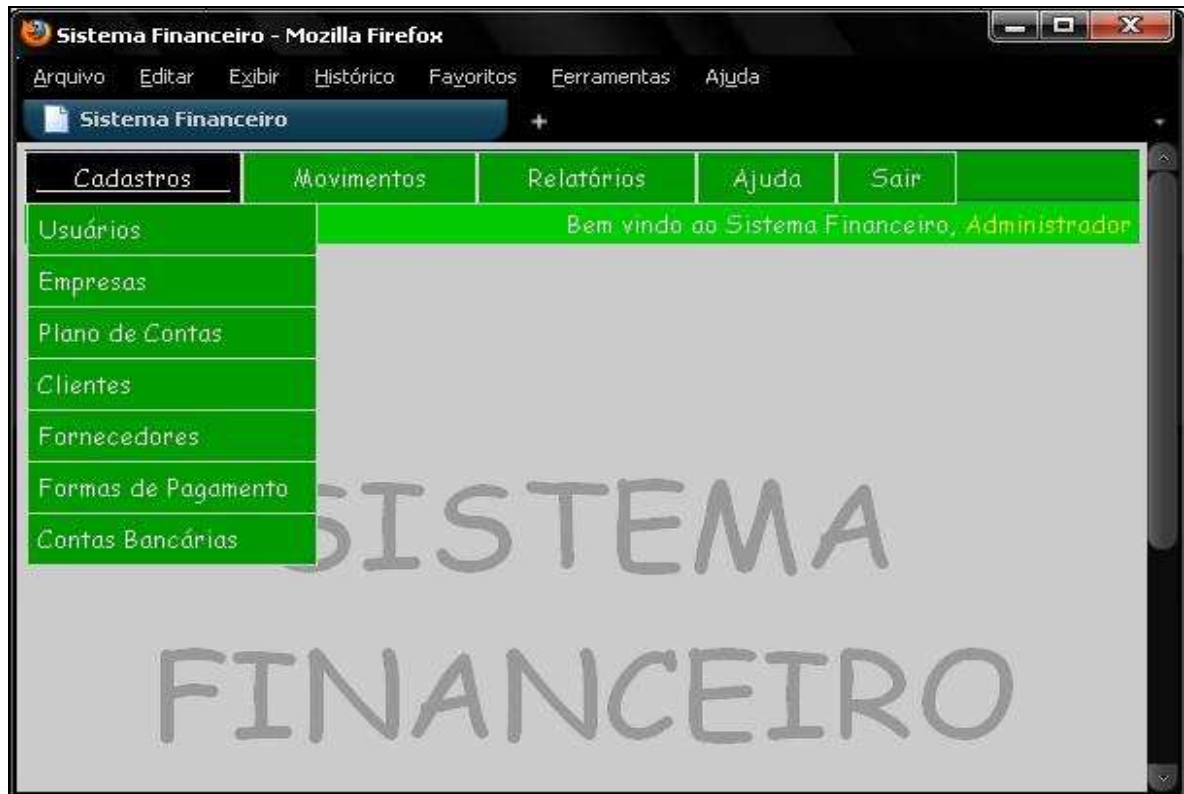 Sistema Financeiro - Mozilla Firefox
Arquivo Editar Exibir Histórico Favoritos Ferramentas Ajuda
Sistema Financeiro +
Cadastros Movimentos Relatórios Ajuda Sair
Bem vindo ao Sistema Financeiro, Administrador
Usuários
Empresas
Plano de Contas
Clientes
Fornecedores
Formas de Pagamento
Contas Bancárias
SISTEMA
FINANCEIRO